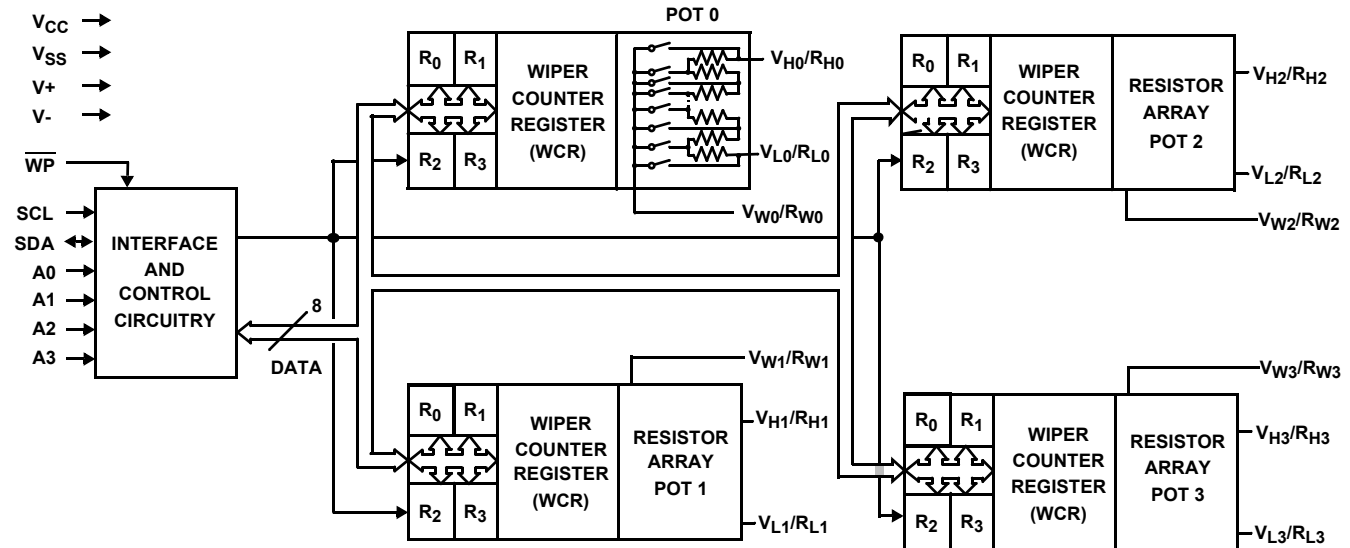 POT 0
VCC
VSS
V+
V-
WP
SCL
SDA
A0
A1
A2
A3
INTERFACE
AND
CONTROL
CIRCUITRY
8
DATA
R0 R1
R2 R3
WIPER
COUNTER
REGISTER
(WCR)
VH0/RH0
VL0/RL0
VW0/RW0
R0 R1
R2 R3
WIPER
COUNTER
REGISTER
(WCR)
RESISTOR
ARRAY
POT 2
VH2/RH2
VL2/RL2
VW2/RW2
VW1/RW1
R0 R1
R2 R3
WIPER
COUNTER
REGISTER
(WCR)
RESISTOR
ARRAY
POT 1
VH1/RH1
VL1/RL1
VW3/RW3
R0 R1
R2 R3
WIPER
COUNTER
REGISTER
(WCR)
RESISTOR
ARRAY
POT 3
VH3/RH3
VL3/RL3